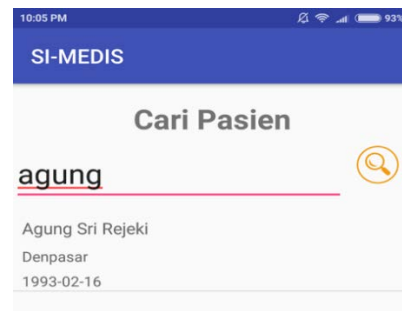 10:05 PM 93%
SI-MEDIS
Cari Pasien
agung
Agung Sri Rejeki
Denpasar
1993-02-16